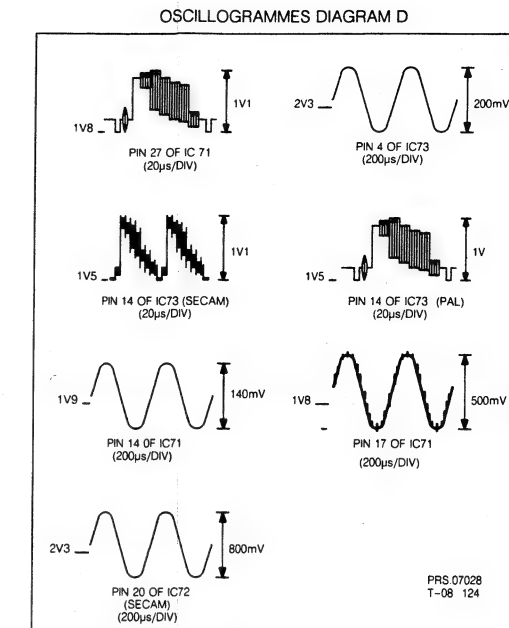 OSCILLOGRAMMES DIAGRAM D
1V8
1V1
PIN 27 OF IC 71
(20µs/DIV)
2V3
200mV
PIN 4 OF IC73
(200µs/DIV)
1V5
1V1
PIN 14 OF IC73 (SECAM)
(20µs/DIV)
1V5
1V
PIN 14 OF IC73 (PAL)
(20µs/DIV)
1V9
140mV
PIN 14 0F IC71
(200µs/DIV)
1V8
500mV
PIN 17 OF IC71
(200µs/DIV)
2V3
800mV
PIN 20 OF IC72
(SECAM)
(200µs/DIV)
PRS.07028
T-08 124